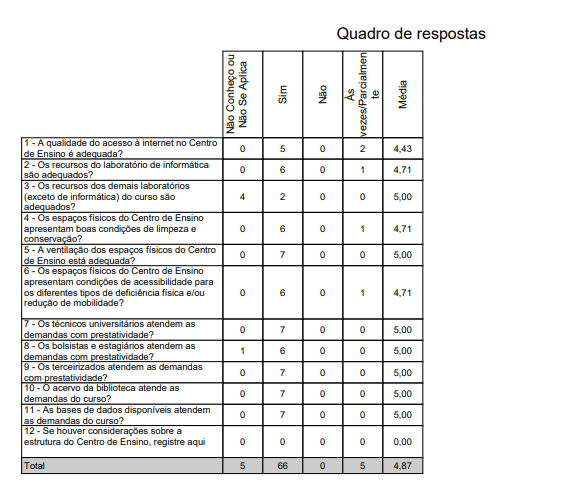 Quadro de respostas
Não Conheço ou
Não Se Aplica
Sim
Não
Às
vezes/Parcialmen
te
Média
1 - A qualidade do acesso à internet no Centro
de Ensino é adequada? 0 5 0 2 4,43
2 - Os recursos do laboratório de informática
são adequados? 0 6 0 1 4,71
3 - Os recursos dos demais laboratórios
(exceto de informática) do curso são
adequados? 4 2 0 0 5,00
4 - Os espaços físicos do Centro de Ensino
apresentam boas condições de limpeza e
conservação? 0 6 0 1 4,71
5 - A ventilação dos espaços físicos do Centro
de Ensino está adequada? 0 7 0 0 5,00
6 - Os espaços físicos do Centro de Ensino
apresentam condições de acessibilidade para
os diferentes tipos de deficiência física e/ou
redução de mobilidade? 0 6 0 1 4,71
7 - Os técnicos universitários atendem as
demandas com prestatividade? 0 7 0 0 5,00
8 - Os bolsistas e estagiários atendem as
demandas com prestatividade? 1 6 0 0 5,00
9 - Os terceirizados atendem as demandas
com prestatividade? 0 7 0 0 5,00
10 - O acervo da biblioteca atende as
demandas do curso? 0 7 0 0 5,00
11 - As bases de dados disponíveis atendem
as demandas do curso? 0 7 0 0 5,00
12 - Se houver considerações sobre a
estrutura do Centro de Ensino, registre aqui 0 0 0 0 0,00
Total 5 66 0 5 4,87